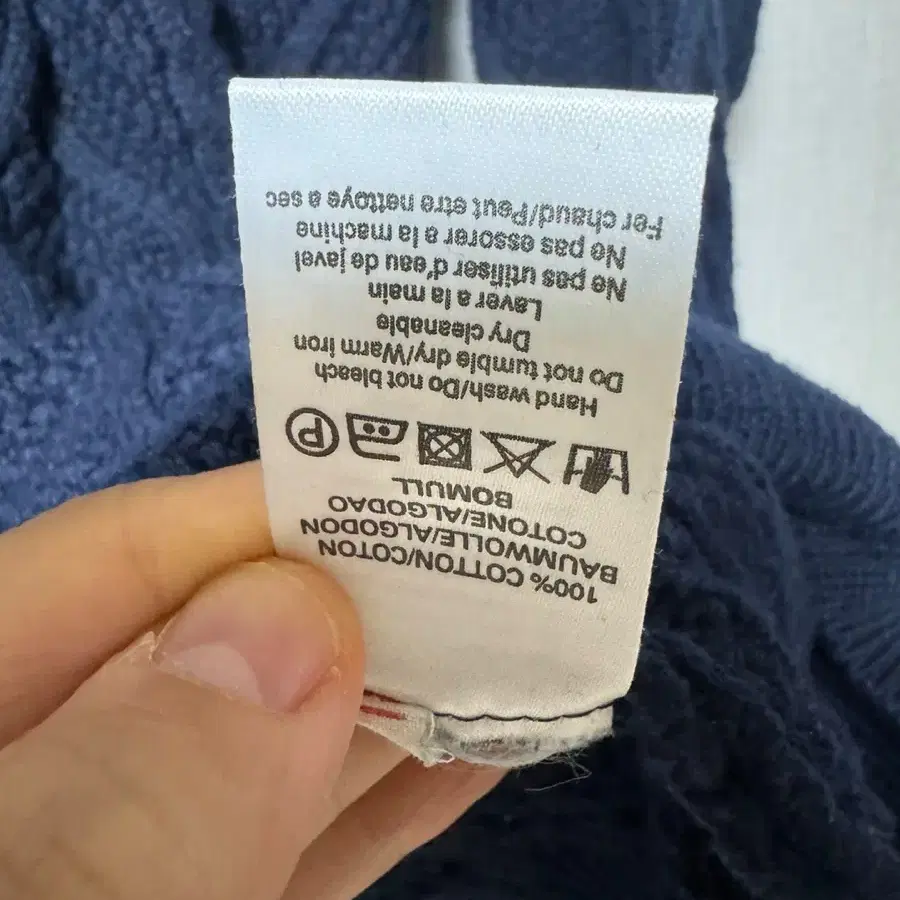 100% COTTON/COTON
BAUMWOLLE/ALGODON
COTONE/ALGODAO
BOMULL
P
Hand wash/Do not bleach
Do not tumble dry/Warm iron
Dry cleanable
Laver a la main
Ne pas utiliser d'eau de javel
Ne pas essorer a la machine
Fer chaud/Peut etre nettoye a sec